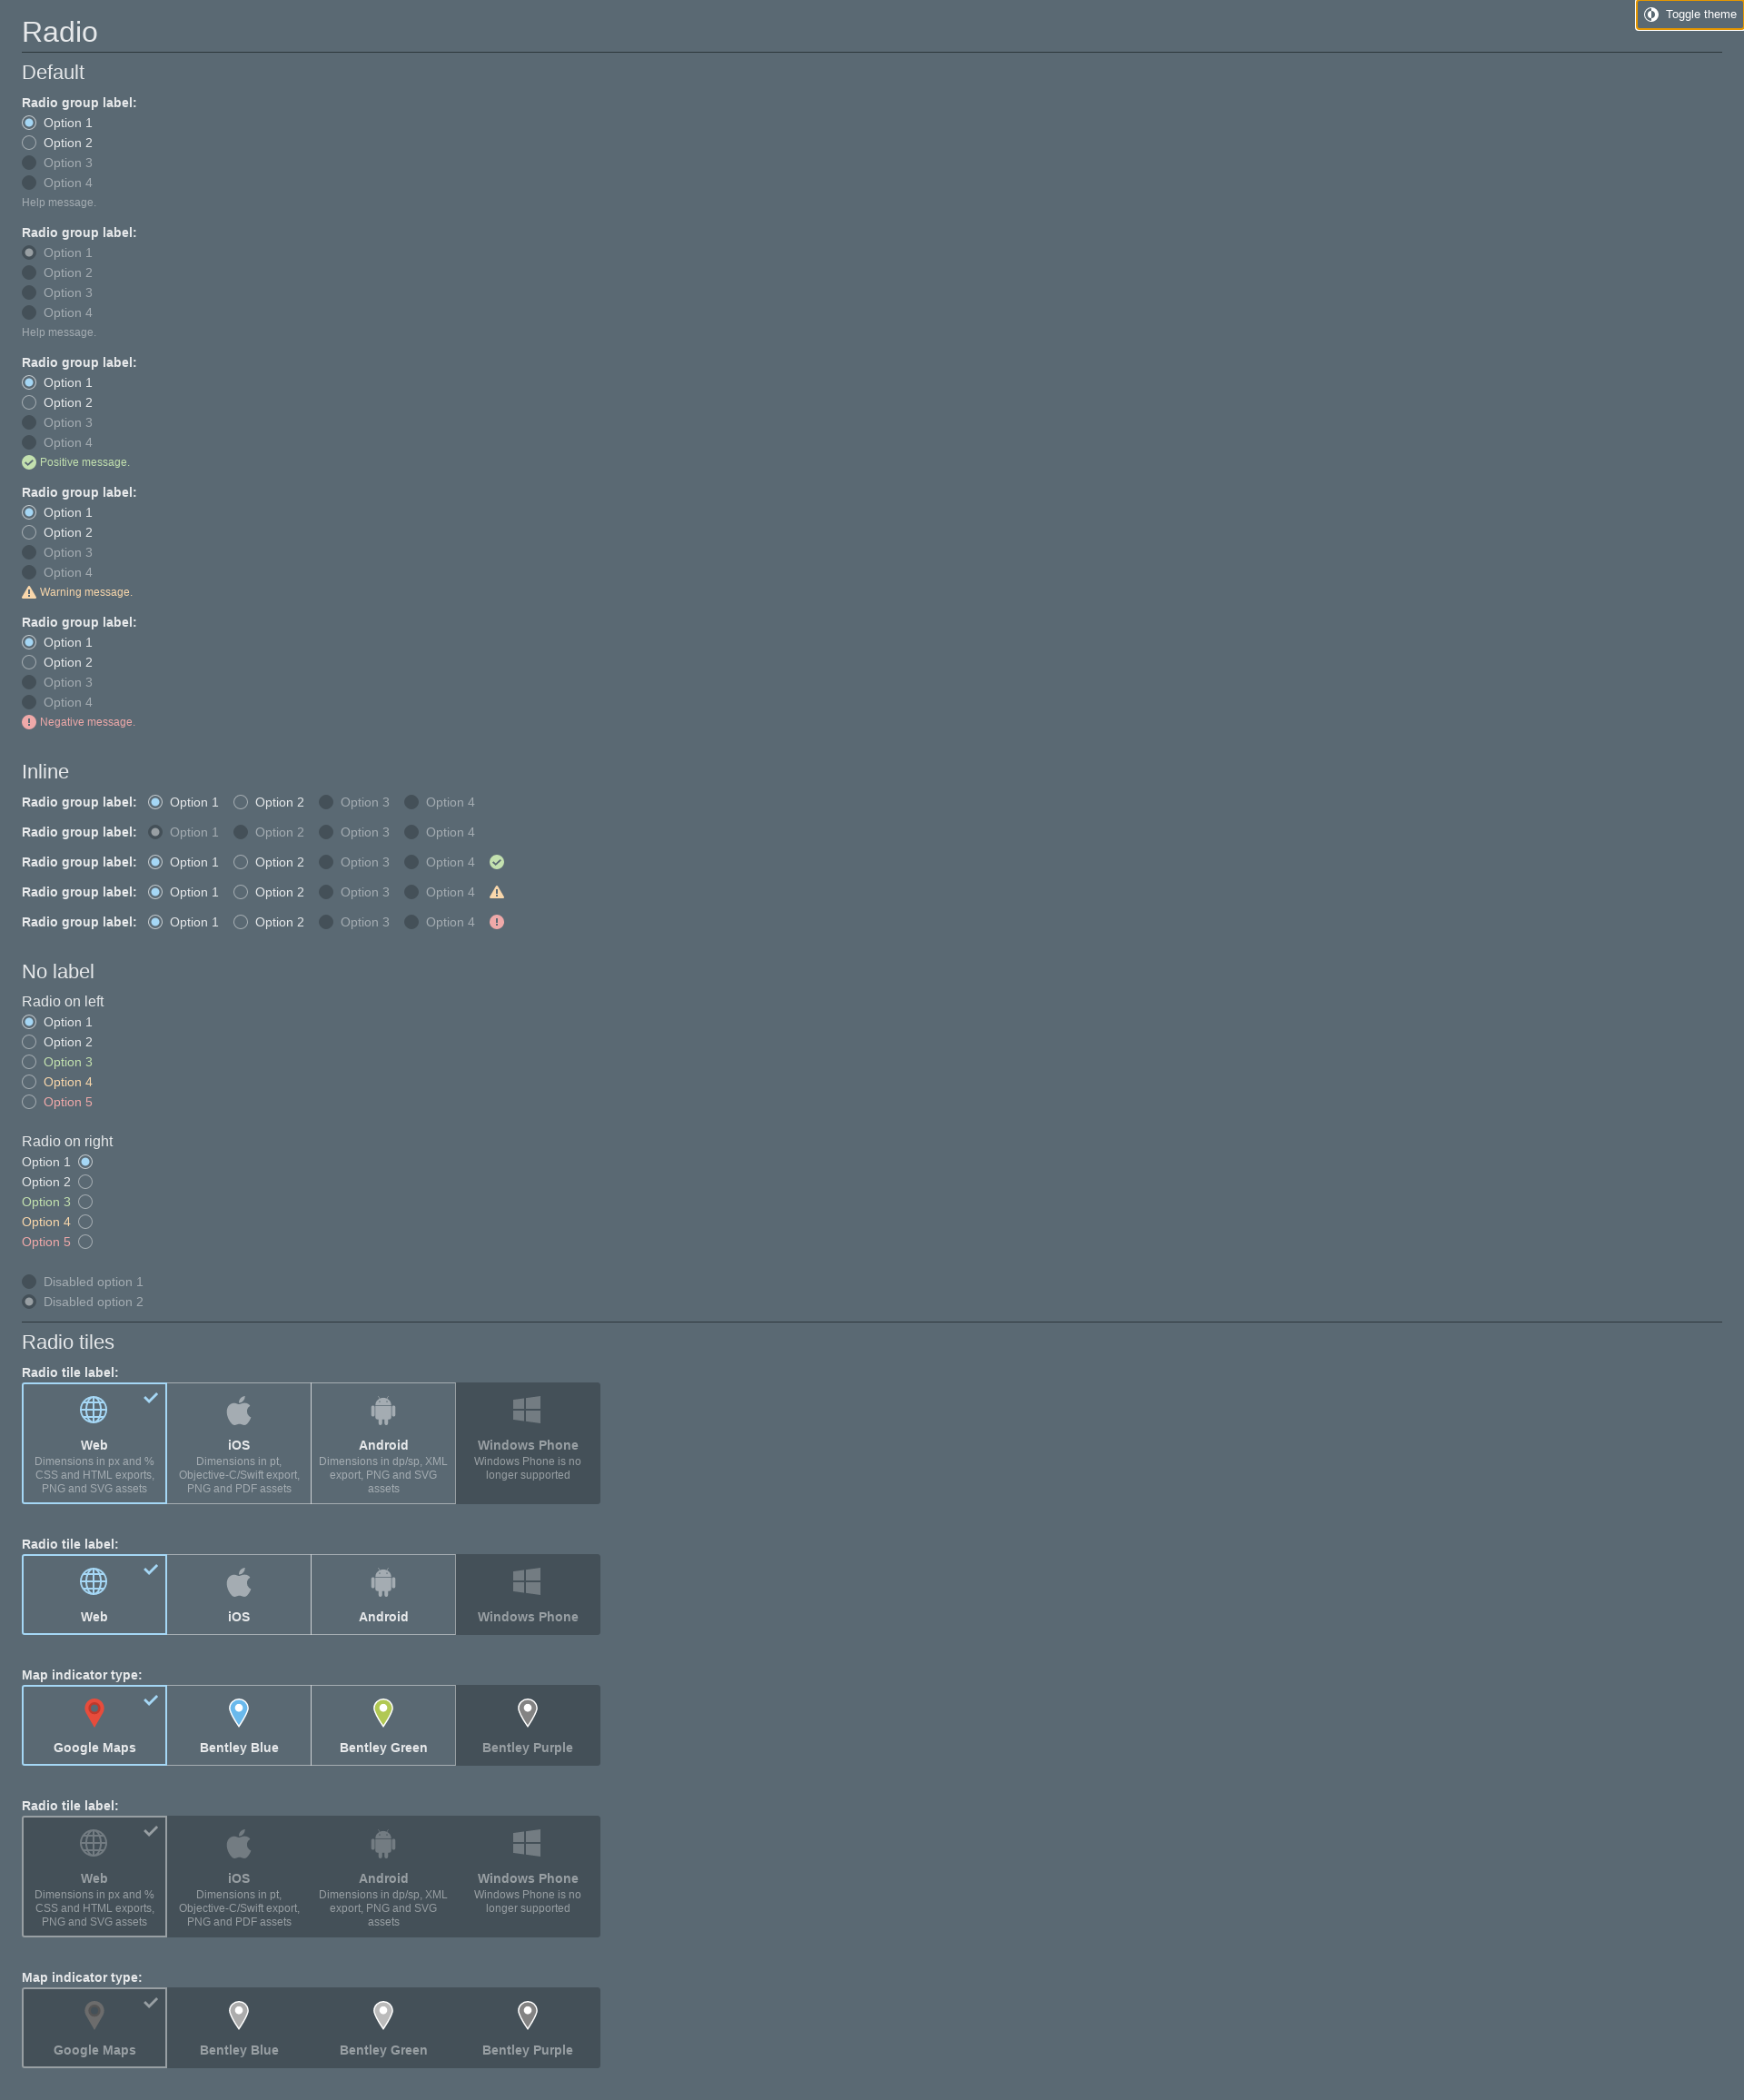 Toggle theme
Radio
Default
Radio group label:
Option 1
Option 2
Option 3
Option 4
Help message.
Radio group label:
Option 1
Option 2
Option 3
Option 4
Help message.
Radio group label:
Option 1
Option 2
Option 3
Option 4
Positive message.
Radio group label:
Option 1
Option 2
Option 3
Option 4
Warning message.
Radio group label:
Option 1
Option 2
Option 3
Option 4
Negative message.
Inline
Radio group label: Option 1 Option 2 Option 3 Option 4
Radio group label: Option 1 Option 2 Option 3 Option 4
Radio group label: Option 1 Option 2 Option 3 Option 4
Radio group label: Option 1 Option 2 Option 3 Option 4
Radio group label: Option 1 Option 2 Option 3 Option 4
No label
Radio on left
Option 1
Option 2
Option 3
Option 4
Option 5
Radio on right
Option 1
Option 2
Option 3
Option 4
Option 5
Disabled option 1
Disabled option 2
Radio tiles
Radio tile label:
Web
Dimensions in px and %
CSS and HTML exports,
PNG and SVG assets
iOS
Dimensions in pt,
Objective-C/Swift export,
PNG and PDF assets
Android
Dimensions in dp/sp, XML
export, PNG and SVG
assets
Windows Phone
Windows Phone is no
longer supported
Radio tile label:
Web
iOS
Android
Windows Phone
Map indicator type:
Google Maps
Bentley Blue
Bentley Green
Bentley Purple
Radio tile label:
Web
Dimensions in px and %
CSS and HTML exports,
PNG and SVG assets
iOS
Dimensions in pt,
Objective-C/Swift export,
PNG and PDF assets
Android
Dimensions in dp/sp, XML
export, PNG and SVG
assets
Windows Phone
Windows Phone is no
longer supported
Map indicator type:
Google Maps
Bentley Blue
Bentley Green
Bentley Purple